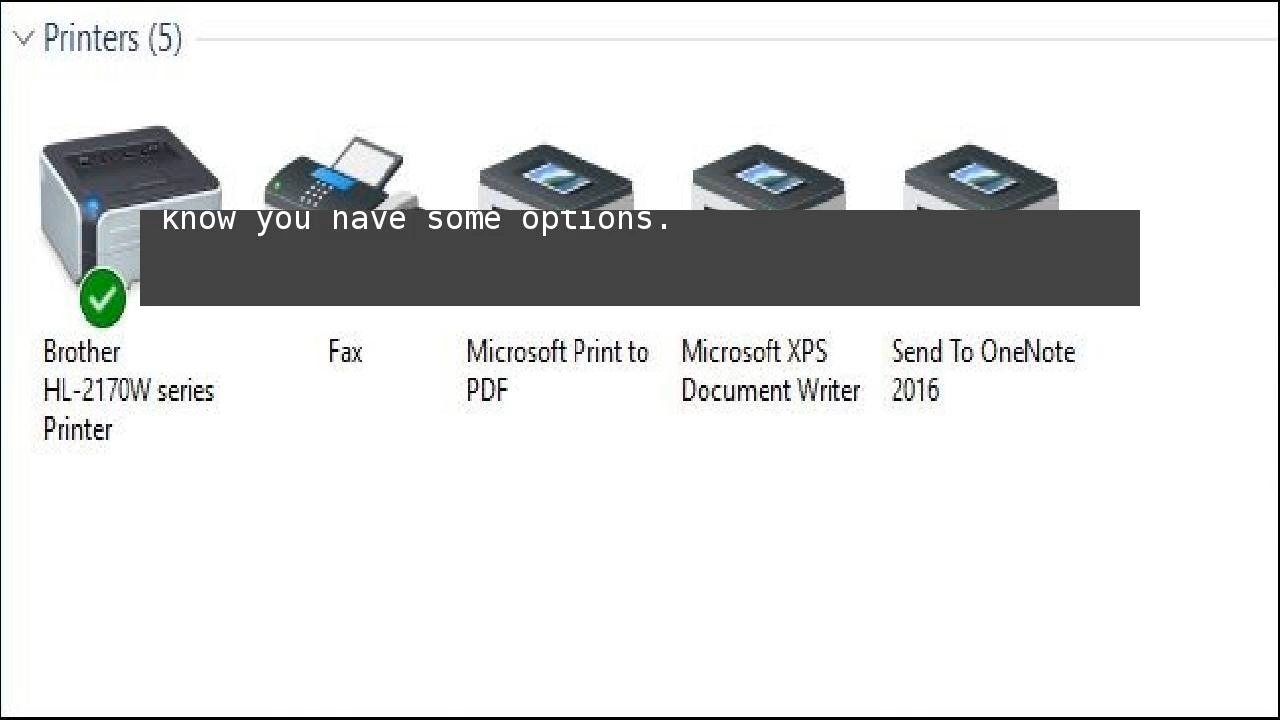 Printers (5)
know you have some options.
Brother
HL-2170W series
Printer
Fax
Microsoft Print to
PDF
Microsoft XPS
Document Writer
Send To OneNote
2016